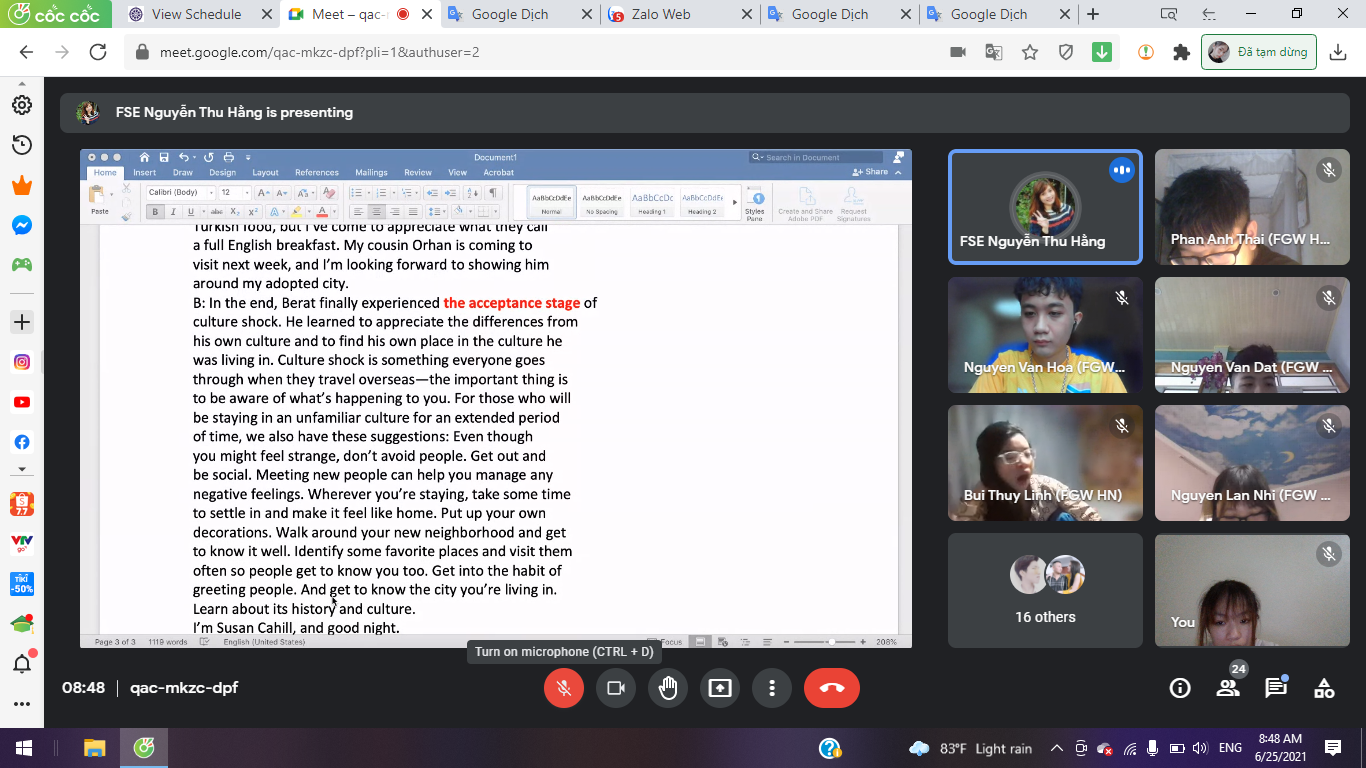 cốc cốc
View Schedule
Meet – qac-
Google Dịch
Zalo Web
Google Dịch
Google Dịch
meet.google.com/qac-mkzc-dpf?pli=1&authuser=2
Đã tạm dừng
FSE Nguyễn Thu Hằng is presenting
Document1
Search in Document
Home Insert Draw Design Layout References Mailings Review View Acrobat
Share
Paste
Calibri (Body)
12
AaBbCcDdEe
Normal
AaBbCcDdEe
No Spacing
AaBbCcDc
Heading 1
AaBbCcDdEe
Heading 2
Styles Pane
Create and Share Adobe PDF
Request Signatures
Turkish food, but I've come to appreciate what they call
a full English breakfast. My cousin Orhan is coming to
visit next week, and I'm looking forward to showing him
around my adopted city.
B: In the end, Berat finally experienced the acceptance stage of
culture shock. He learned to appreciate the differences from
his own culture and to find his own place in the culture he
was living in. Culture shock is something everyone goes
through when they travel overseas—the important thing is
to be aware of what's happening to you. For those who will
be staying in an unfamiliar culture for an extended period
of time, we also have these suggestions: Even though
you might feel strange, don't avoid people. Get out and
be social. Meeting new people can help you manage any
negative feelings. Wherever you're staying, take some time
to settle in and make it feel like home. Put up your own
decorations. Walk around your new neighborhood and get
to know it well. Identify some favorite places and visit them
often so people get to know you too. Get into the habit of
greeting people. And get to know the city you're living in.
Learn about its history and culture.
I'm Susan Cahill, and good night.
Page 3 of 3 1119 words English (United States)
Focus
208%
FSE Nguyễn Thu Hằng
Phan Anh Thai (FGW H...
Nguyen Van Hoa (FGW...
Nguyen Van Dat (FGW ...
Bui Thuy Linh (FGW HN)
Nguyen Lan Nhi (FGW ...
16 others
You
Turn on microphone (CTRL + D)
08:48 | qac-mkzc-dpf
24
7.7
VTV go
TIKI
-50%
83°F Light rain
ENG
8:48 AM
6/25/2021